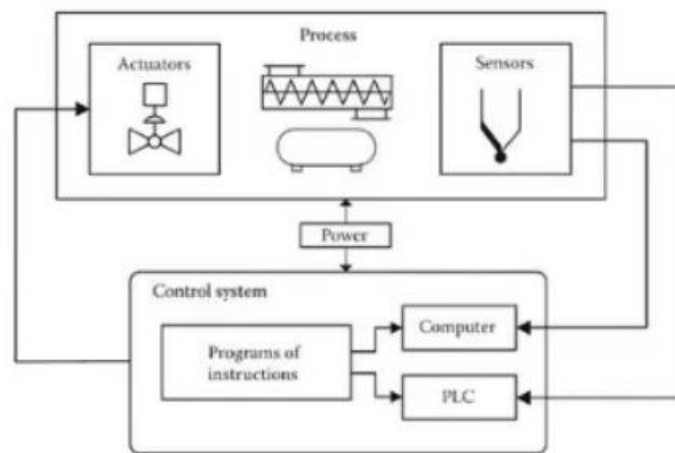 Process
Actuators
Sensors
Power
Control system
Programs of
instructions
Computer
PLC